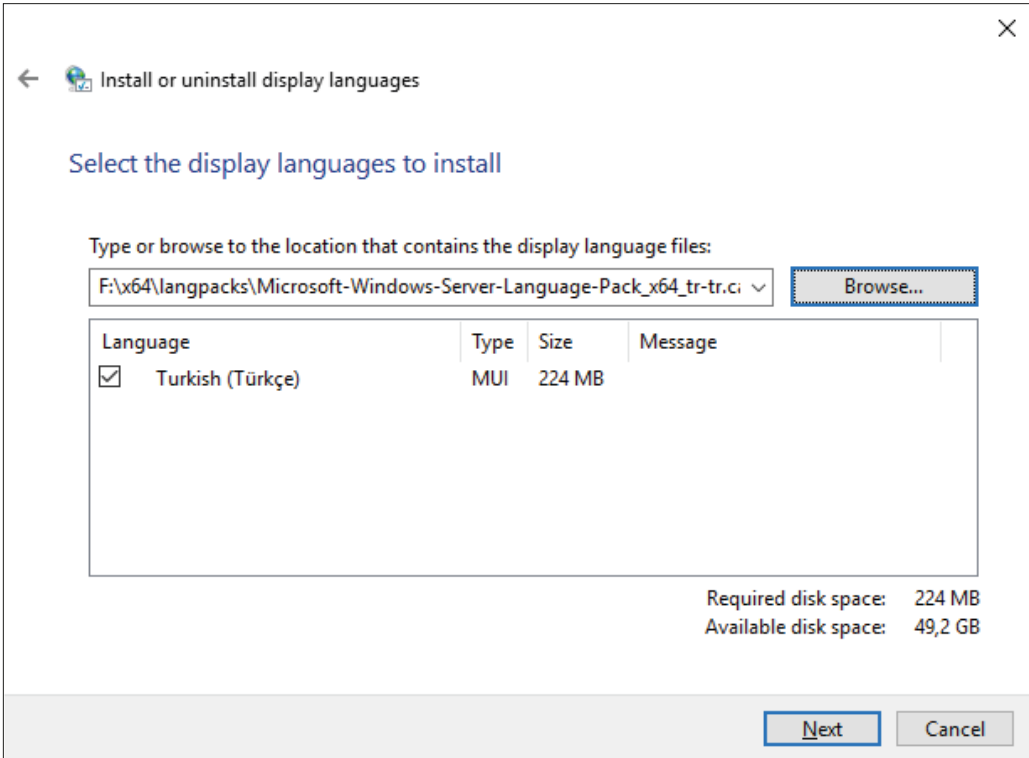 Install or uninstall display languages
Select the display languages to install
Type or browse to the location that contains the display language files:
F:\x64\langpacks\Microsoft-Windows-Server-Language-Pack_x64_tr-tr.ca Browse...
Language Type Size Message
Turkish (Türkçe) MUI 224 MB
Required disk space: 224 MB
Available disk space: 49,2 GB
Next Cancel